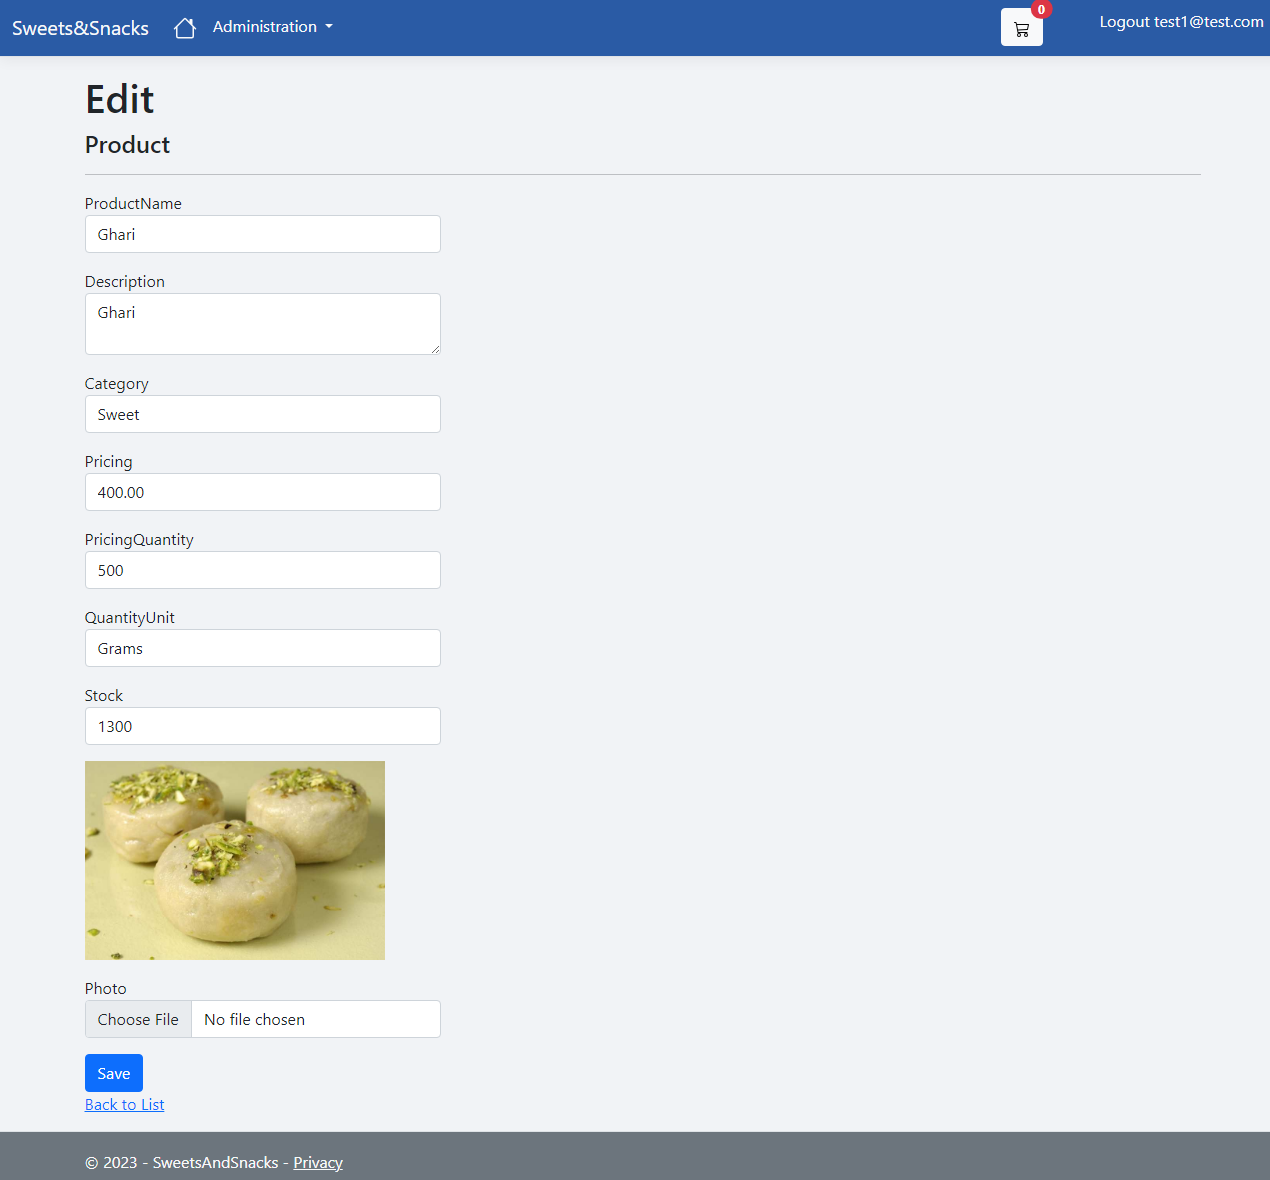 Sweets&Snacks Administration 0 Logout test1@test.com
Edit
Product
ProductName
Ghari
Description
Ghari
Category
Sweet
Pricing
400.00
PricingQuantity
500
QuantityUnit
Grams
Stock
1300
Photo
Choose File No file chosen
Save
Back to List
© 2023 - SweetsAndSnacks - Privacy